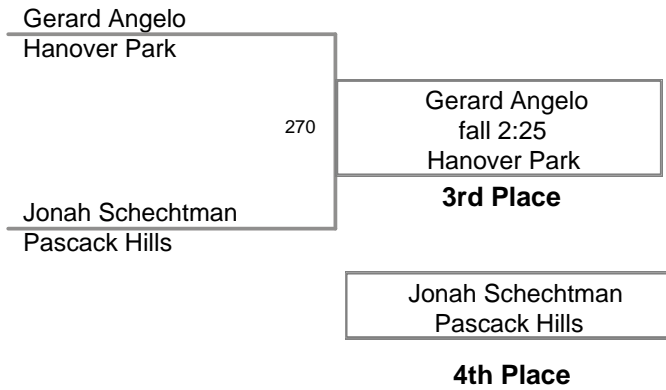 Gerard Angelo
Hanover Park
270
Gerard Angelo
fall 2:25
Hanover Park
3rd Place
Jonah Schechtman
Pascack Hills
Jonah Schechtman
Pascack Hills
4th Place